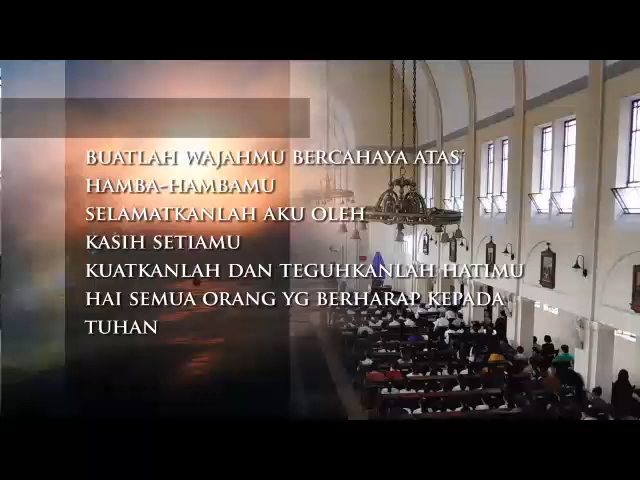 BUATLAH WAJAHMU BERCAHAYA ATAS
HAMBA-HAMBAMU
SELAMATKANLAH AKU OLEH
KASIH SETIAMU
KUATKANLAH DAN TEGUHKANLAH HATIMU
HAI SEMUA ORANG YG BERHARAP KEPADA
TUHAN